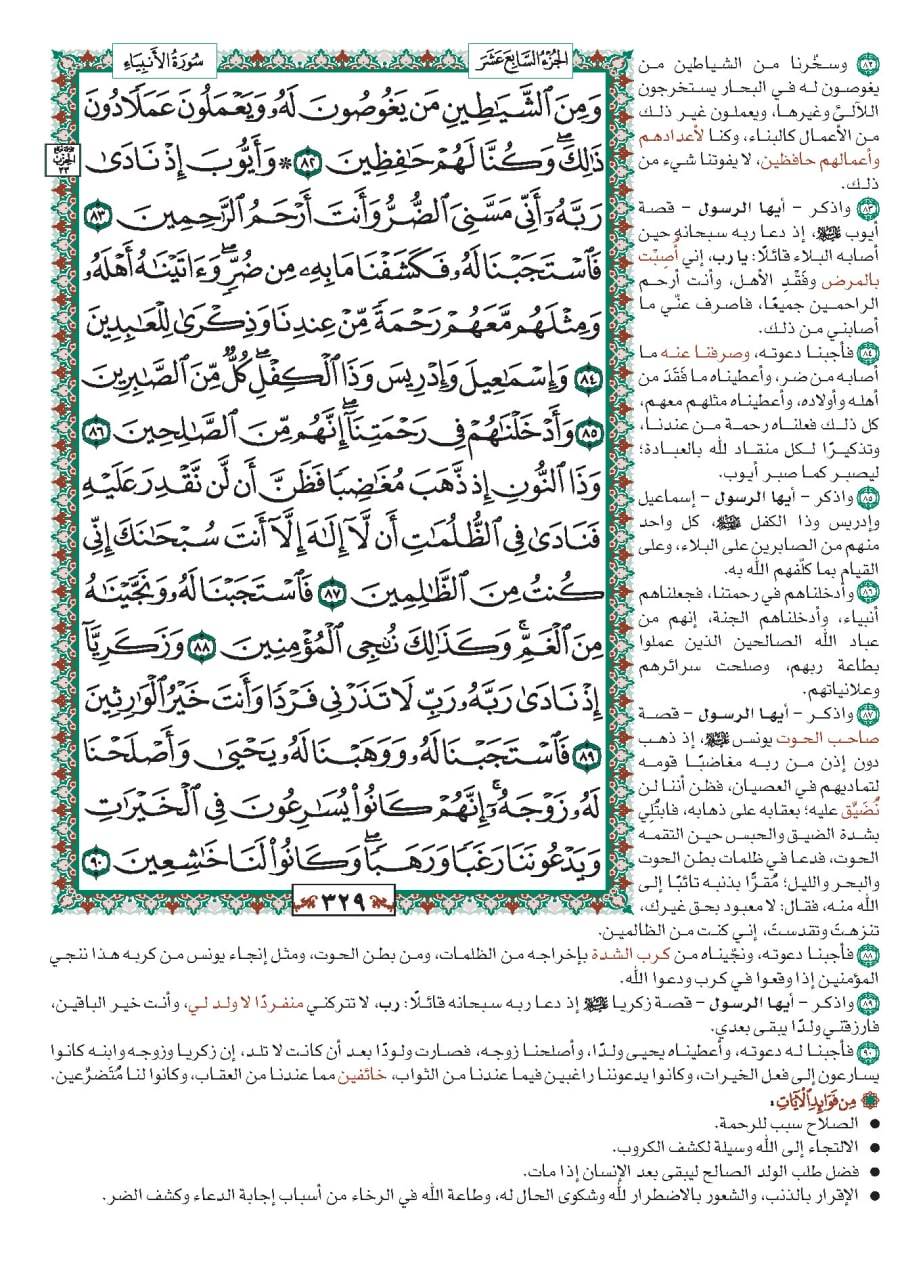 سُورَةُ الأَنبِيَاءِ
الجُزْءُ السَّابِعَ عَشَرَ
وَمِنَ ٱلشَّيَٰطِينِ مَن يَغُوصُونَ لَهُۥ وَيَعْمَلُونَ عَمَلًا دُونَ
ذَٰلِكَۖ وَكُنَّا لَهُمْ حَٰفِظِينَ ٨٢ ۞ وَأَيُّوبَ إِذْ نَادَىٰ
رَبَّهُۥٓ أَنِّي مَسَّنِيَ ٱلضُّرُّ وَأَنتَ أَرْحَمُ ٱلرَّٰحِمِينَ ٨٣
فَٱسْتَجَبْنَا لَهُۥ فَكَشَفْنَا مَا بِهِۦ مِن ضُرٍّۖ وَءَاتَيْنَٰهُ أَهْلَهُۥ
وَمِثْلَهُم مَّعَهُمْ رَحْمَةً مِّنْ عِندِنَا وَذِكْرَىٰ لِلْعَٰبِدِينَ
٨٤ وَإِسْمَٰعِيلَ وَإِدْرِيسَ وَذَا ٱلْكِفْلِۖ كُلٌّ مِّنَ ٱلصَّٰبِرِينَ
٨٥ وَأَدْخَلْنَٰهُمْ فِي رَحْمَتِنَآۖ إِنَّهُم مِّنَ ٱلصَّٰلِحِينَ ٨٦
وَذَا ٱلنُّونِ إِذ ذَّهَبَ مُغَٰضِبًا فَظَنَّ أَن لَّن نَّقْدِرَ عَلَيْهِ
فَنَادَىٰ فِي ٱلظُّلُمَٰتِ أَن لَّآ إِلَٰهَ إِلَّآ أَنتَ سُبْحَٰنَكَ إِنِّي
كُنتُ مِنَ ٱلظَّٰلِمِينَ ٨٧ فَٱسْتَجَبْنَا لَهُۥ وَنَجَّيْنَٰهُ
مِنَ ٱلْغَمِّۚ وَكَذَٰلِكَ نُـۨجِي ٱلْمُؤْمِنِينَ ٨٨ وَزَكَرِيَّآ
إِذْ نَادَىٰ رَبَّهُۥ رَبِّ لَا تَذَرْنِي فَرْدًا وَأَنتَ خَيْرُ ٱلْوَٰرِثِينَ
٨٩ فَٱسْتَجَبْنَا لَهُۥ وَوَهَبْنَا لَهُۥ يَحْيَىٰ وَأَصْلَحْنَا
لَهُۥ زَوْجَهُۥٓۚ إِنَّهُمْ كَانُوا۟ يُسَٰرِعُونَ فِي ٱلْخَيْرَٰتِ
وَيَدْعُونَنَا رَغَبًا وَرَهَبًاۖ وَكَانُوا۟ لَنَا خَٰشِعِينَ ٩٠
٣٢٩
الحزب
٣٣
٨٢ وسخّرنا من الشياطين من
يغوصون له في البحار يستخرجون
اللآلئ وغيرها، ويعملون غير ذلك
من الأعمال كالبناء، وكنا لأعدادهم
وأعمالهم حافظين، لا يفوتنا شيء من
ذلك.
٨٣ واذكر - أيها الرسول - قصة
أيوب ﷺ، إذ دعا ربه سبحانه حين
أصابه البلاء قائلًا: يا رب، إني أُصِبْت
بالمرض وفَقْدِ الأهل، وأنت أرحم
الراحمين جميعًا، فاصرف عنّي ما
أصابني من ذلك.
٨٤ فأجبنا دعوته، وصرفنا عنه ما
أصابه من ضر، وأعطيناه ما فَقَدَ من
أهله وأولاده، وأعطيناه مثلهم معهم،
كل ذلك فعلناه رحمة من عندنا،
وتذكيرًا لكل منقاد لله بالعبادة؛
ليصبر كما صبر أيوب.
٨٥ واذكر - أيها الرسول - إسماعيل
وإدريس وذا الكفل ﷺ، كل واحد
منهم من الصابرين على البلاء، وعلى
القيام بما كلّفهم الله به.
٨٦ وأدخلناهم في رحمتنا، فجعلناهم
أنبياء، وأدخلناهم الجنة، إنهم من
عباد الله الصالحين الذين عملوا
بطاعة ربهم، وصلحت سرائرهم
وعلانياتهم.
٨٧ واذكر - أيها الرسول - قصة
صاحب الحوت يونس ﷺ، إذ ذهب
دون إذن من ربه مغاضبًا قومه
لتماديهم في العصيان، فظن أننا لن
نُضَيِّق عليه؛ بعقابه على ذهابه، فابتُلِي
بشدة الضيق والحبس حين التقمه
الحوت، فدعا في ظلمات بطن الحوت
والبحر والليل؛ مُقرًّا بذنبه تائبًا إلى
الله منه، فقال: لا معبود بحق غيرك،
تنزهتَ وتقدستَ، إني كنت من الظالمين.
٨٨ فأجبنا دعوته، ونجّيناه من كرب الشدة بإخراجه من الظلمات، ومن بطن الحوت، ومثل إنجاء يونس من كربه هذا ننجي
المؤمنين إذا وقعوا في كرب ودعوا الله.
٨٩ واذكر - أيها الرسول - قصة زكريا ﷺ إذ دعا ربه سبحانه قائلًا: رب، لا تتركني منفردًا لا ولد لي، وأنت خير الباقين،
فارزقني ولدًا يبقى بعدي.
٩٠ فأجبنا له دعوته، وأعطيناه يحيى ولدًا، وأصلحنا زوجه، فصارت ولودًا بعد أن كانت لا تلد، إن زكريا وزوجه وابنه كانوا
يسارعون إلى فعل الخيرات، وكانوا يدعوننا راغبين فيما عندنا من الثواب، خائفين مما عندنا من العقاب، وكانوا لنا مُتَضرِّعين.
مِن فَوَائِدِ الآيَاتِ:
• الصلاح سبب للرحمة.
• الالتجاء إلى الله وسيلة لكشف الكروب.
• فضل طلب الولد الصالح ليبقى بعد الإنسان إذا مات.
• الإقرار بالذنب، والشعور بالاضطرار لله وشكوى الحال له، وطاعة الله في الرخاء من أسباب إجابة الدعاء وكشف الضر.